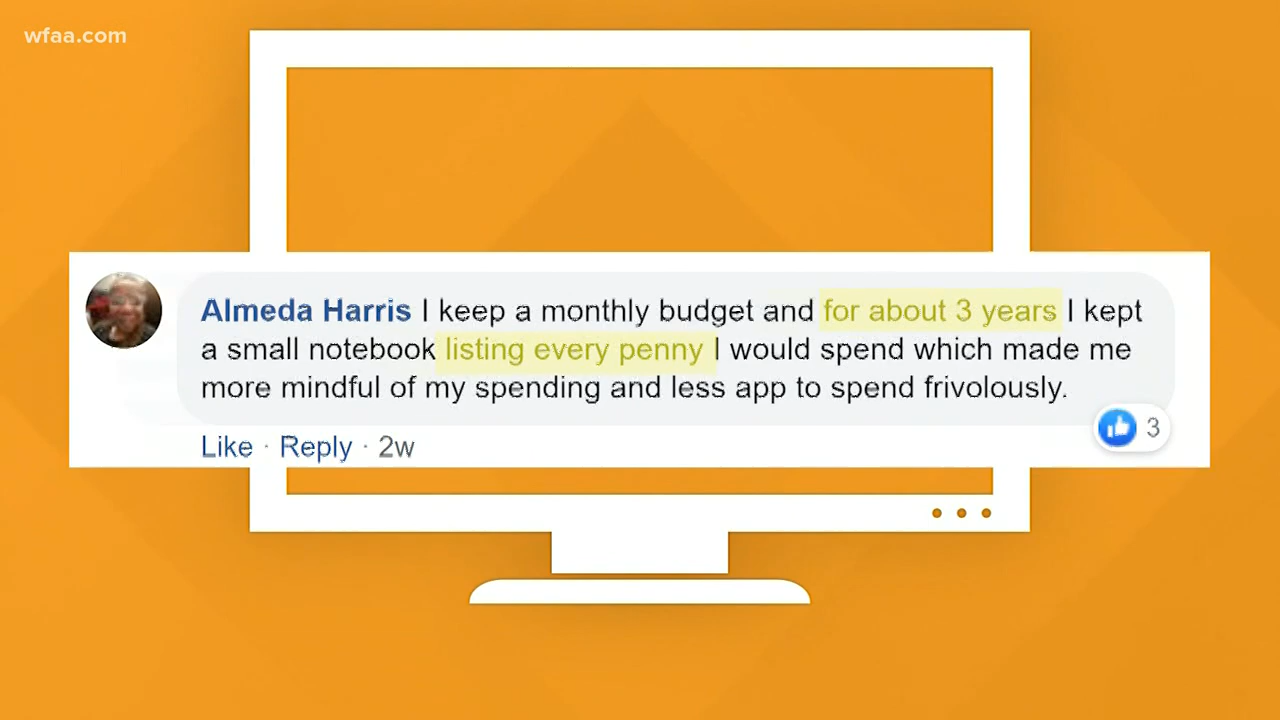 wfaa.com
Almeda Harris I keep a monthly budget and for about 3 years I kept
a small notebook listing every penny I would spend which made me
more mindful of my spending and less app to spend frivolously.
3
Like · Reply · 2w